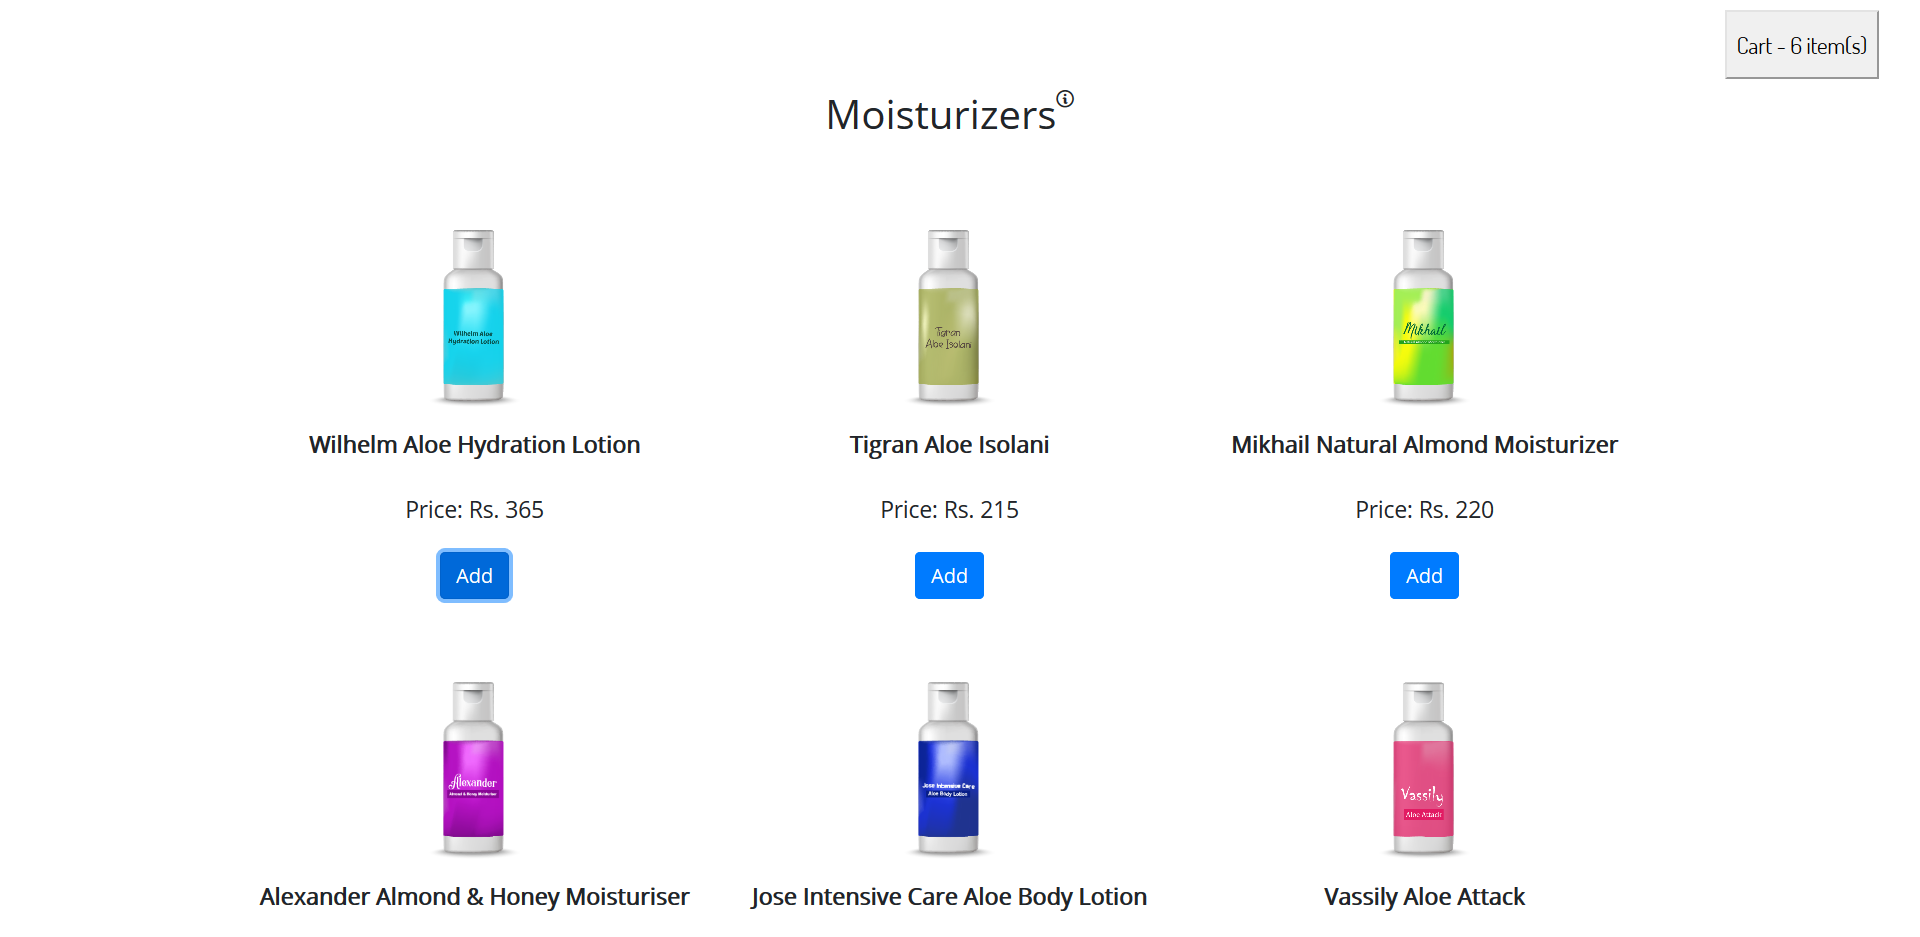 Cart - 6 item(s)
Moisturizers
Wilhelm Aloe
Hydration Lotion
Tigran
Aloe Isolani
Mikhail
Wilhelm Aloe Hydration Lotion
Tigran Aloe Isolani
Mikhail Natural Almond Moisturizer
Price: Rs. 365
Price: Rs. 215
Price: Rs. 220
Add
Add
Add
Alexander
Almond & Honey Moisturiser
Jose Intensive Care
Aloe Body Lotion
Vassily
Aloe Attack
Alexander Almond & Honey Moisturiser
Jose Intensive Care Aloe Body Lotion
Vassily Aloe Attack